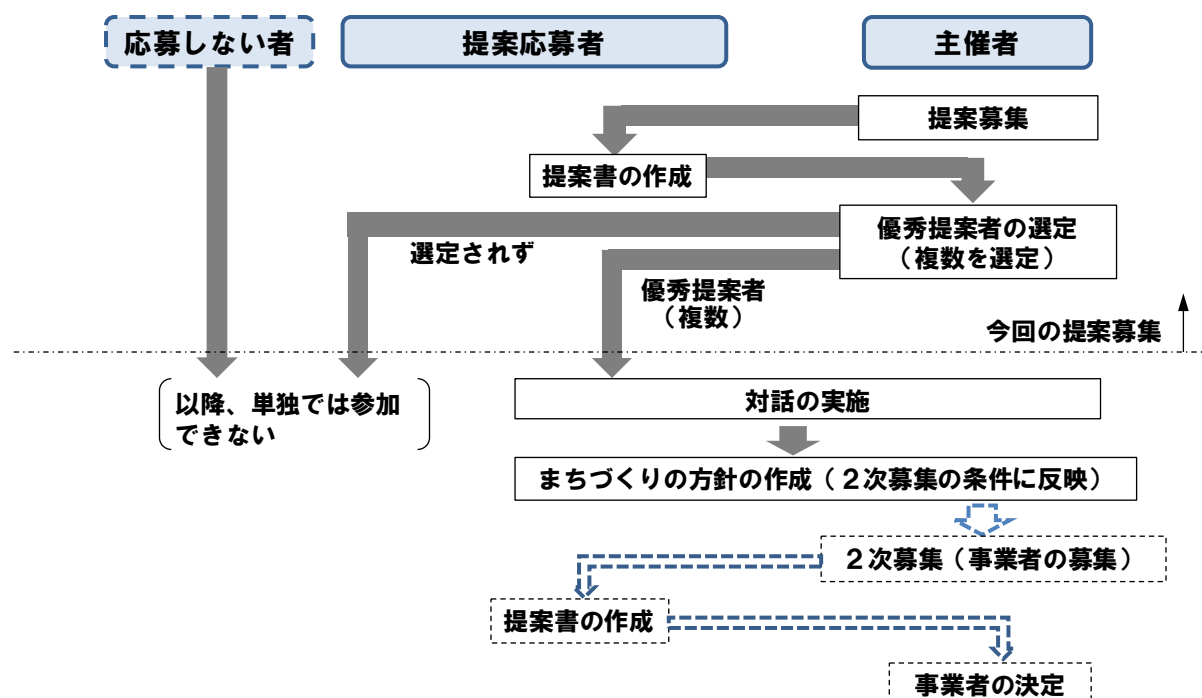 応募しない者
提案応募者
主催者
提案募集
提案書の作成
優秀提案者の選定
（複数を選定）
選定されず
優秀提案者
（複数）
今回の提案募集
以降、単独では参加
できない
対話の実施
まちづくりの方針の作成（２次募集の条件に反映）
２次募集（事業者の募集）
提案書の作成
事業者の決定